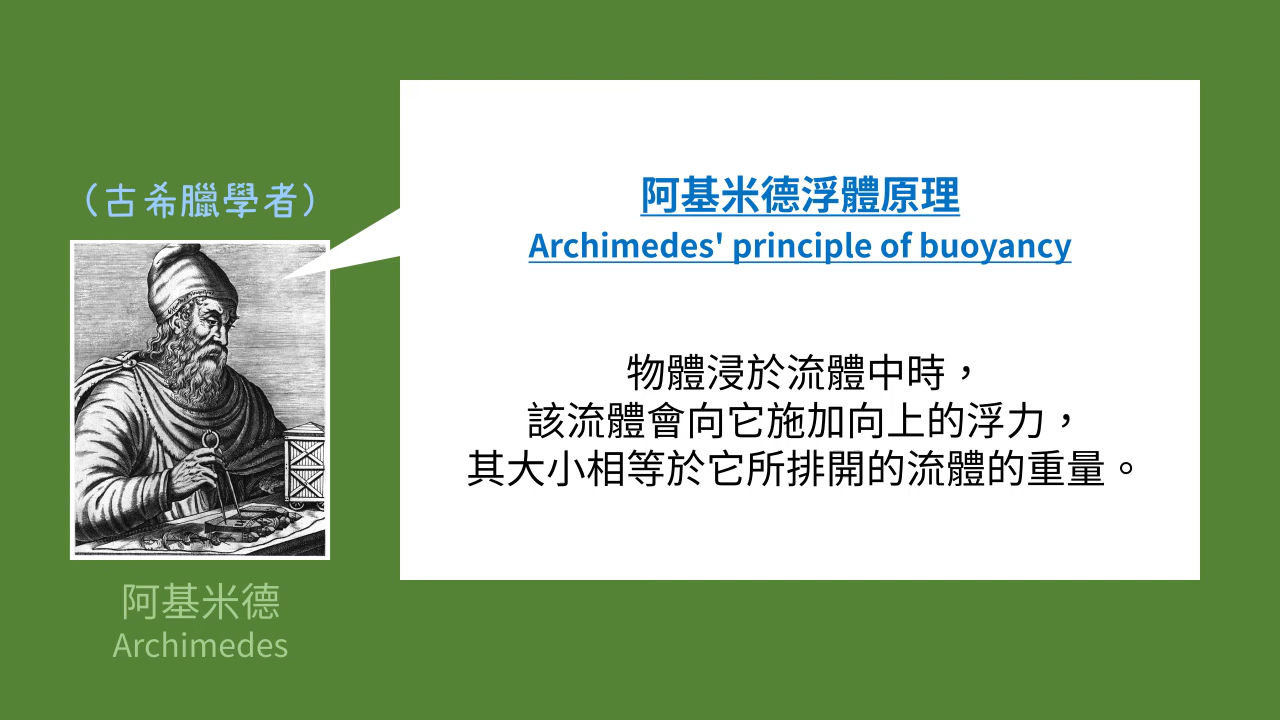 （古希臘學者）
阿基米德
Archimedes
阿基米德浮體原理
Archimedes' principle of buoyancy
物體浸於流體中時，
該流體會向它施加向上的浮力，
其大小相等於它所排開的流體的重量。